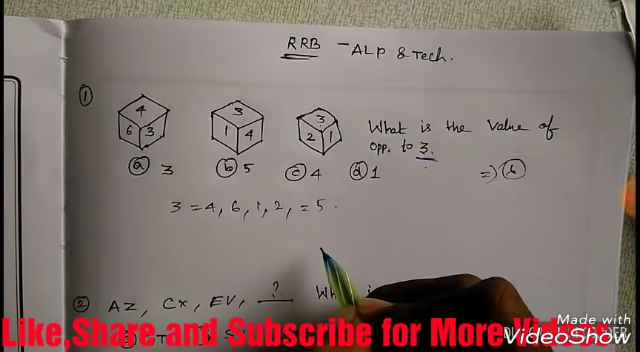 RRB - ALP & Tech.
①
4 6 3
3 1 4
3 2 1
What is the value of
opp. to 3.
ⓐ 3 ⓑ 5 ⓒ 4 ⓓ 1 => ⓑ
3 = 4, 6, 1, 2, = 5.
② AZ, CX, EV, ?
Made with
VideoShow
Like,Share and Subscribe for More Videos